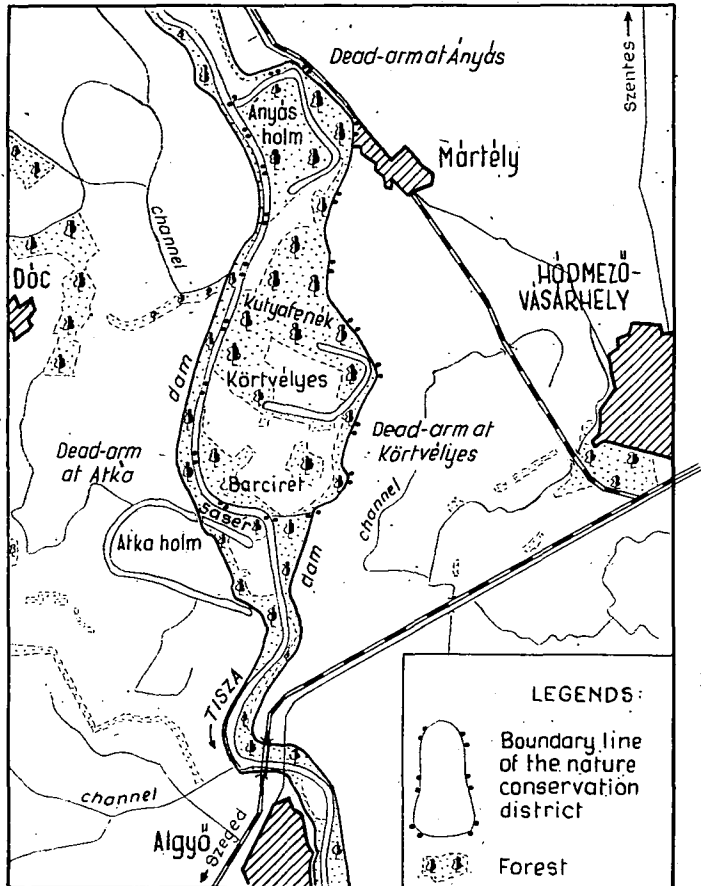 Dead-arm at Ányás
Szentes
Ányás
holm
Mártély
channel
Dóc
HÓDMEZŐ-
VÁSÁRHELY
Kutyafenék
dam
Körtvélyes
Dead-arm
at Atka
Dead-arm at
Körtvélyes
Barcirét
channel
Sasér
Atka holm
dam
TISZA
LEGENDS:
Boundary line
of the nature
conservation
district
channel
Algyő
Szeged
Forest